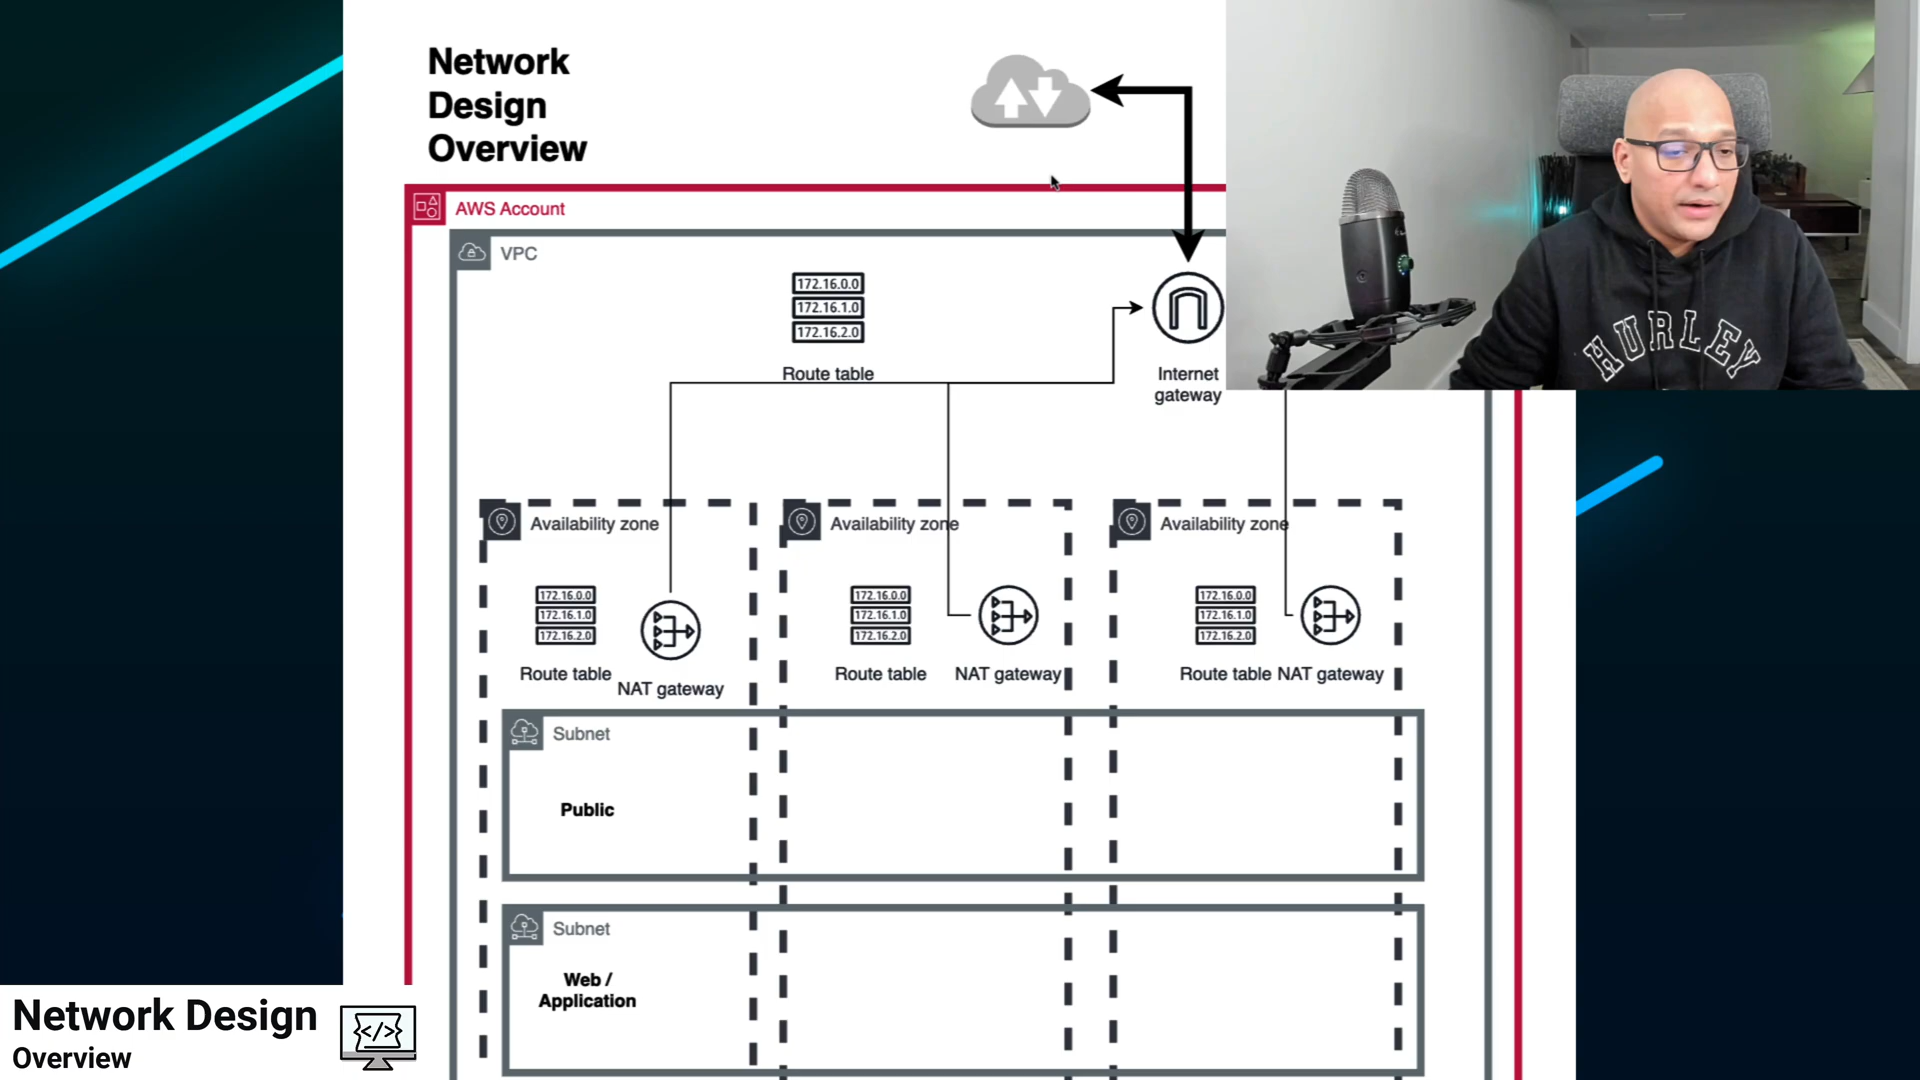 Network
Design
Overview
AWS Account
VPC
172.16.0.0
172.16.1.0
172.16.2.0
Route table
Internet
gateway
HURLEY
Availability zone
Availability zone
Availability zone
172.16.0.0
172.16.1.0
172.16.2.0
Route table
NAT gateway
172.16.0.0
172.16.1.0
172.16.2.0
Route table
NAT gateway
172.16.0.0
172.16.1.0
172.16.2.0
Route table
NAT gateway
Subnet
Public
Subnet
Web /
Application
Network Design
Overview
</>